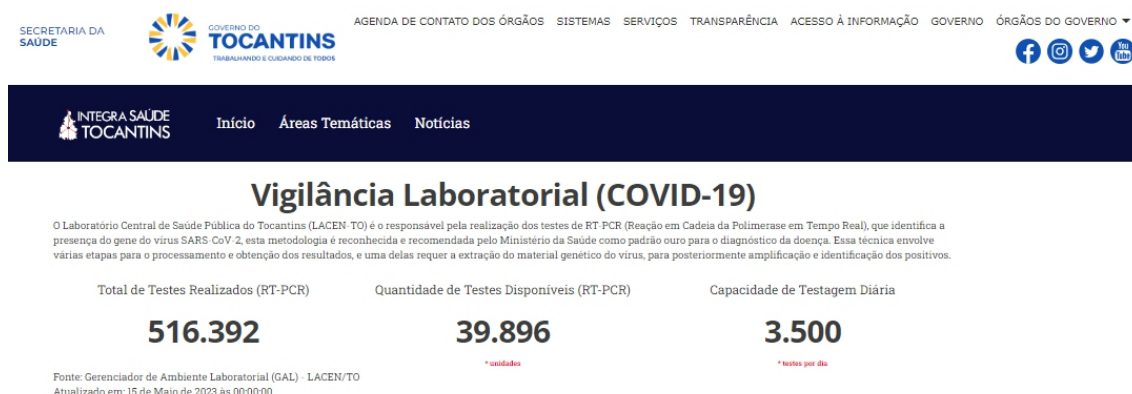 SECRETARIA DA
SAÚDE
GOVERNO DO
TOCANTINS
TRABALHANDO E CUIDANDO DE TODOS
AGENDA DE CONTATO DOS ÓRGÃOS SISTEMAS SERVIÇOS TRANSPARÊNCIA ACESSO À INFORMAÇÃO GOVERNO ÓRGÃOS DO GOVERNO
You
Tube
INTEGRA SAÚDE
TOCANTINS
Início Áreas Temáticas Notícias
Vigilância Laboratorial (COVID-19)
O Laboratório Central de Saúde Pública do Tocantins (LACEN-TO) é o responsável pela realização dos testes de RT-PCR (Reação em Cadeia da Polimerase em Tempo Real), que identifica a
presença do gene do vírus SARS-CoV-2, esta metodologia é reconhecida e recomendada pelo Ministério da Saúde como padrão ouro para o diagnóstico da doença. Essa técnica envolve
várias etapas para o processamento e obtenção dos resultados, e uma delas requer a extração do material genético do vírus, para posteriormente amplificação e identificação dos positivos.
Total de Testes Realizados (RT-PCR)
516.392
Quantidade de Testes Disponíveis (RT-PCR)
39.896
* unidades
Capacidade de Testagem Diária
3.500
* testes por dia
Fonte: Gerenciador de Ambiente Laboratorial (GAL) - LACEN/TO
Atualizado em: 15 de Maio de 2023 às 00:00:00